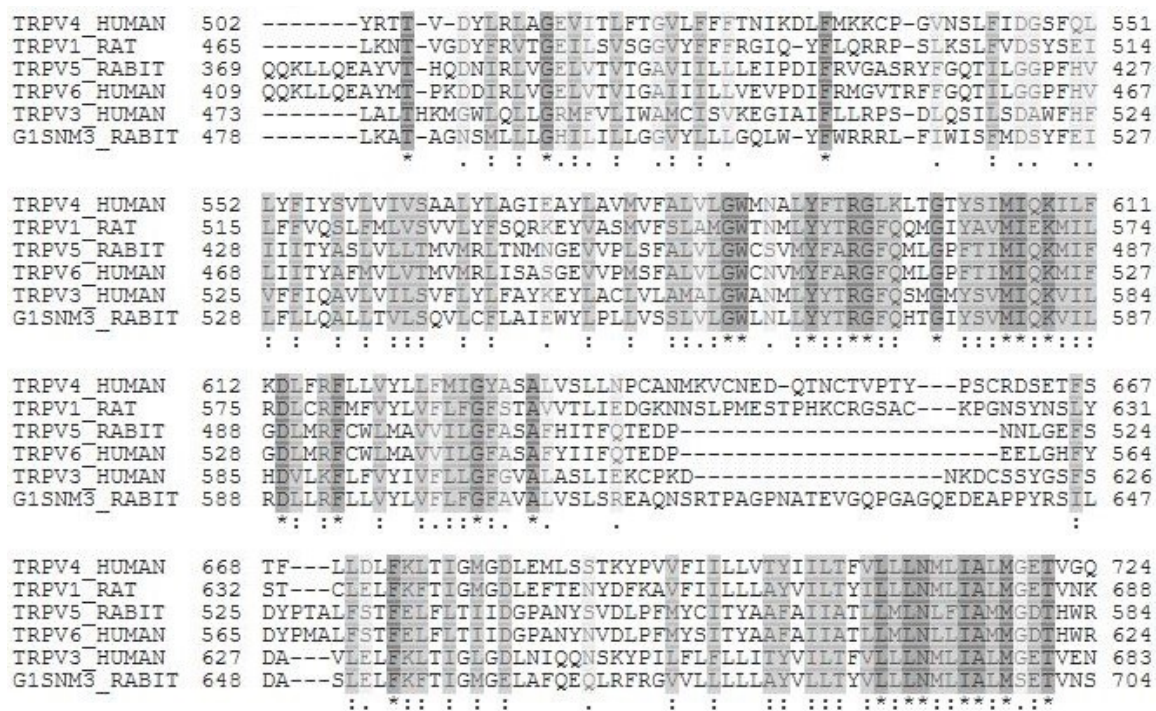 TRPV4_HUMAN 502 -------YRTT-V-DYLRLAGEVITLFTGVLFFFTNIKDLFMKKCP-GVNSLFIDGSFQL 551
TRPV1_RAT 465 -------LKNT-VGDYFRVTGEILSVSGGVYFFFRGIQ-YFLQRRP-SLKSLFVDSYSEI 514
TRPV5_RABIT 369 QQKLLQEAYVT-HQDNIRLVGELVTVTGAVIILLLEIPDIFRVGASRYFGQTILGGPFHV 427
TRPV6_HUMAN 409 QQKLLQEAYMT-PKDDIRLVGELVTVIGAIIILLVEVPDIFRMGVTRFFGQTILGGPFHV 467
TRPV3_HUMAN 473 -------LALTHKMGWLQLLGRMFVLIWAMCISVKEGIAIFLLRPS-DLQSILSDAWFHF 524
G1SNM3_RABIT 478 -------LKAT-AGNSMLLLGHILILLGGVYLLLGQLW-YFWRRRL-FIWISFMDSYFEI 527
* . : : *.:. : .: : . * . : . . ..
TRPV4_HUMAN 552 LYFIYSVLVIVSAALYLAGIEAYLAVMVFALVLGWMNALYFTRGLKLTGTYSIMIQKILF 611
TRPV1_RAT 515 LFFVQSLFMLVSVVLYFSQRKEYVASMVFSLAMGWTNMLYYTRGFQQMGIYAVMIEKMIL 574
TRPV5_RABIT 428 IIITYASLVLLTMVMRLTNMNGEVVPLSFALVLGWCSVMYFARGFQMLGPFTIMIQKMIF 487
TRPV6_HUMAN 468 LIITYAFMVLVTMVMRLISASGEVVPMSFALVLGWCNVMYFARGFQMLGPFTIMIQKMIF 527
TRPV3_HUMAN 525 VFFIQAVLVILSVFLYLFAYKEYLACLVLAMALGWANMLYYTRGFQSMGMYSVMIQKVIL 584
G1SNM3_RABIT 528 LFLLQALLTVLSQVLCFLAIEWYLPLLVSSLVLGWLNLLYYTRGFQHTGIYSVMIQKVIL 587
: : : : :: : : . : : ::.:** . :*::**:: * ::.**:*:::
TRPV4_HUMAN 612 KDLFRFLLVYLLFMIGYASALVSLLNPCANMKVCNED-QTNCTVPTY---PSCRDSETFS 667
TRPV1_RAT 575 RDLCRFMFVYLVFLFGFSTAVVTLIEDGKNNSLPMESTPHKCRGSAC---KPGNSYNSLY 631
TRPV5_RABIT 488 GDLMRFCWLMAVVILGFASAFHITFQTEDP-----------------------NNLGEFS 524
TRPV6_HUMAN 528 GDLMRFCWLMAVVILGFASAFYIIFQTEDP-----------------------EELGHFY 564
TRPV3_HUMAN 585 HDVLKFLFVYIVFLLGFGVALASLIEKCPKD------------------NKDCSSYGSFS 626
G1SNM3_RABIT 588 RDLLRFLLVYLVFLFGFAVALVSLSREAQNSRTPAGPNATEVGQPGAGQEDEAPPYRSIL 647
*: :* : :.::*:. * . :
TRPV4_HUMAN 668 TF---LLDLFKLTIGMGDLEMLSSTKYPVVFIILLVTYIILTFVLLLNMLIALMGETVGQ 724
TRPV1_RAT 632 ST---CLELFKFTIGMGDLEFTENYDFKAVFIILLLAYVILTYILLLNMLIALMGETVNK 688
TRPV5_RABIT 525 DYPTALFSTFELFLTIIDGPANYSVDLPFMYCITYAAFAIIATLLMLNLFIAMMGDTHWR 584
TRPV6_HUMAN 565 DYPMALFSTFELFLTIIDGPANYNVDLPFMYSITYAAFAIIATLLMLNLLIAMMGDTHWR 624
TRPV3_HUMAN 627 DA---VLELFKLTIGLGDLNIQQNSKYPILFLFLLITYVILTFVLLLNMLIALMGETVEN 683
G1SNM3_RABIT 648 DA---SLELFKFTIGMGELAFQEQLRFRGVVLLLLLAYVLLTYVLLLNMLIALMSETVNS 704
:. *:: : : : . : : :: ::: :*:**::**:*.:*